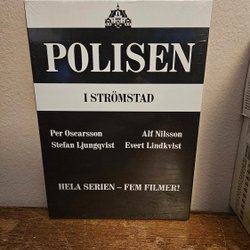 POLISEN
I STRÖMSTAD
Per Oscarsson Alf Nilsson
Stefan Ljungqvist Evert Lindkvist
HELA SERIEN – FEM FILMER!